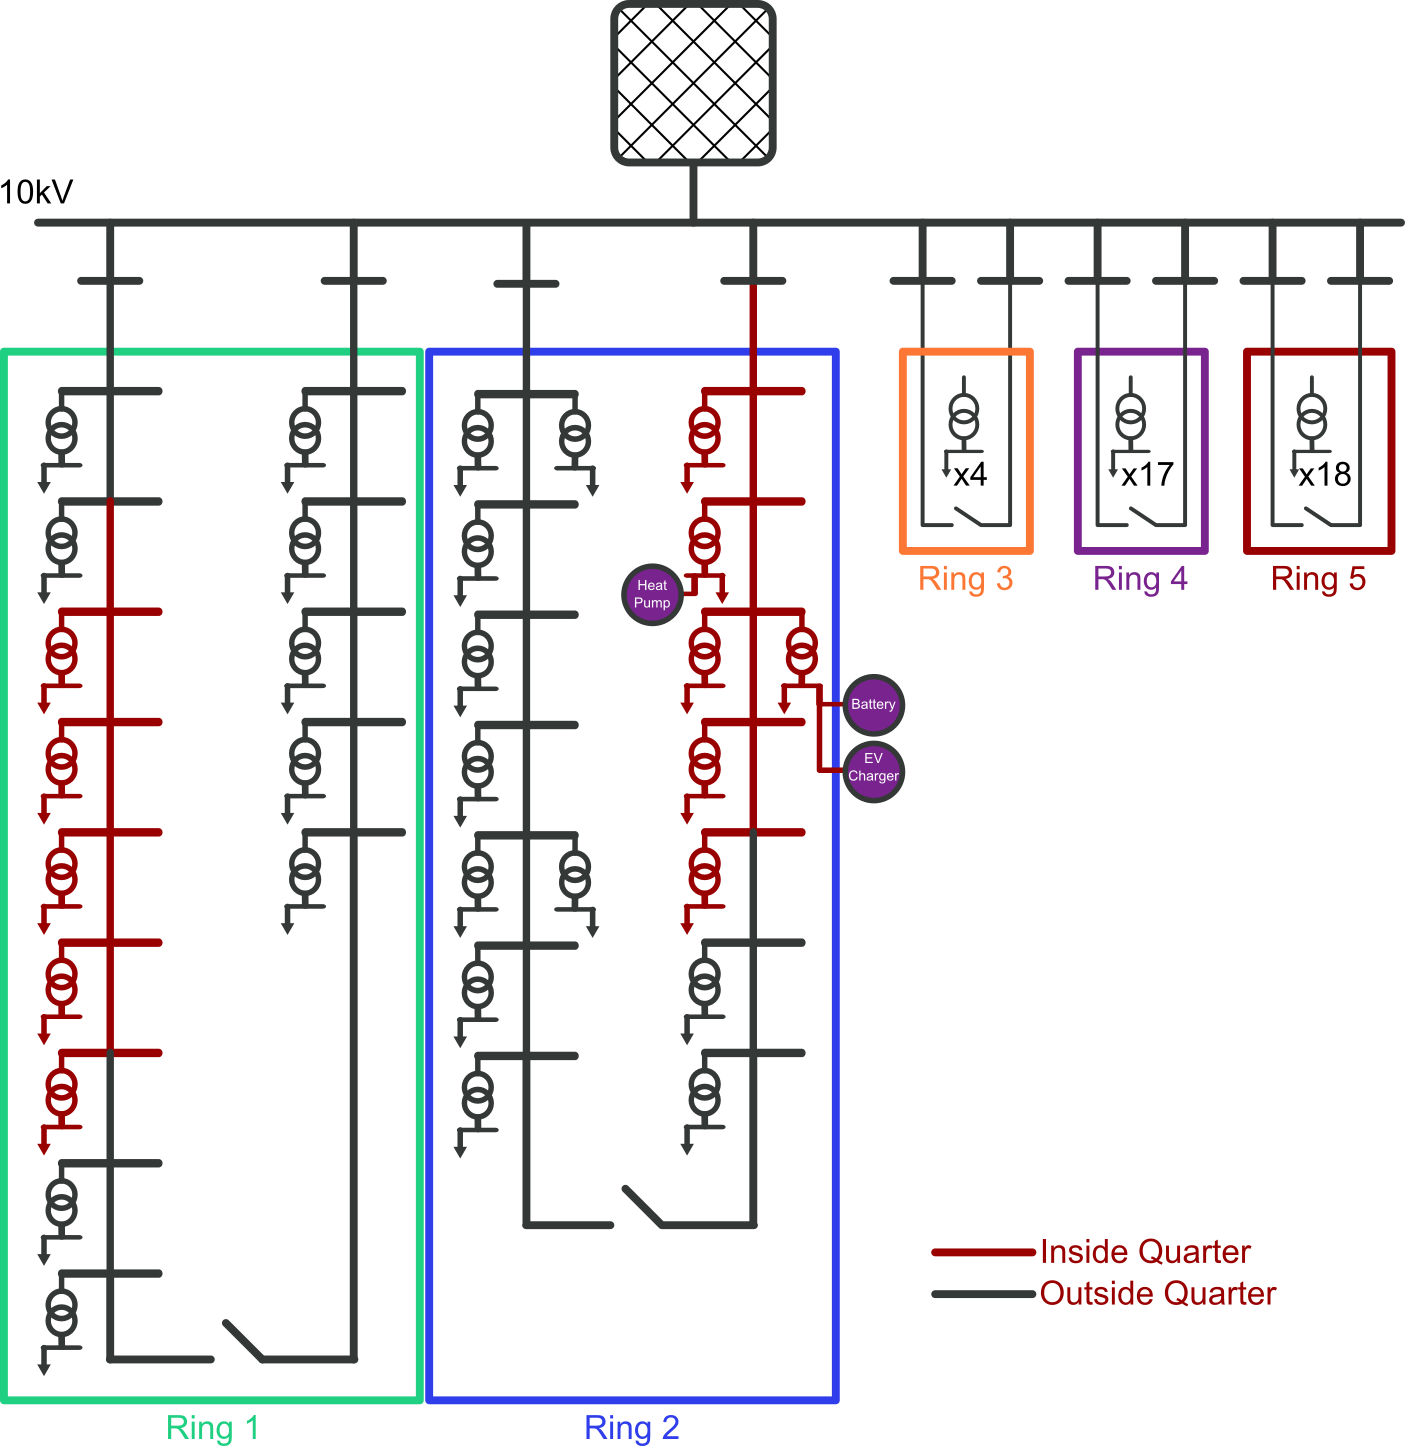 10kV
x4
x17
x18
Ring 3
Ring 4
Ring 5
Heat
Pump
Battery
EV
Charger
Inside Quarter
Outside Quarter
Ring 1
Ring 2